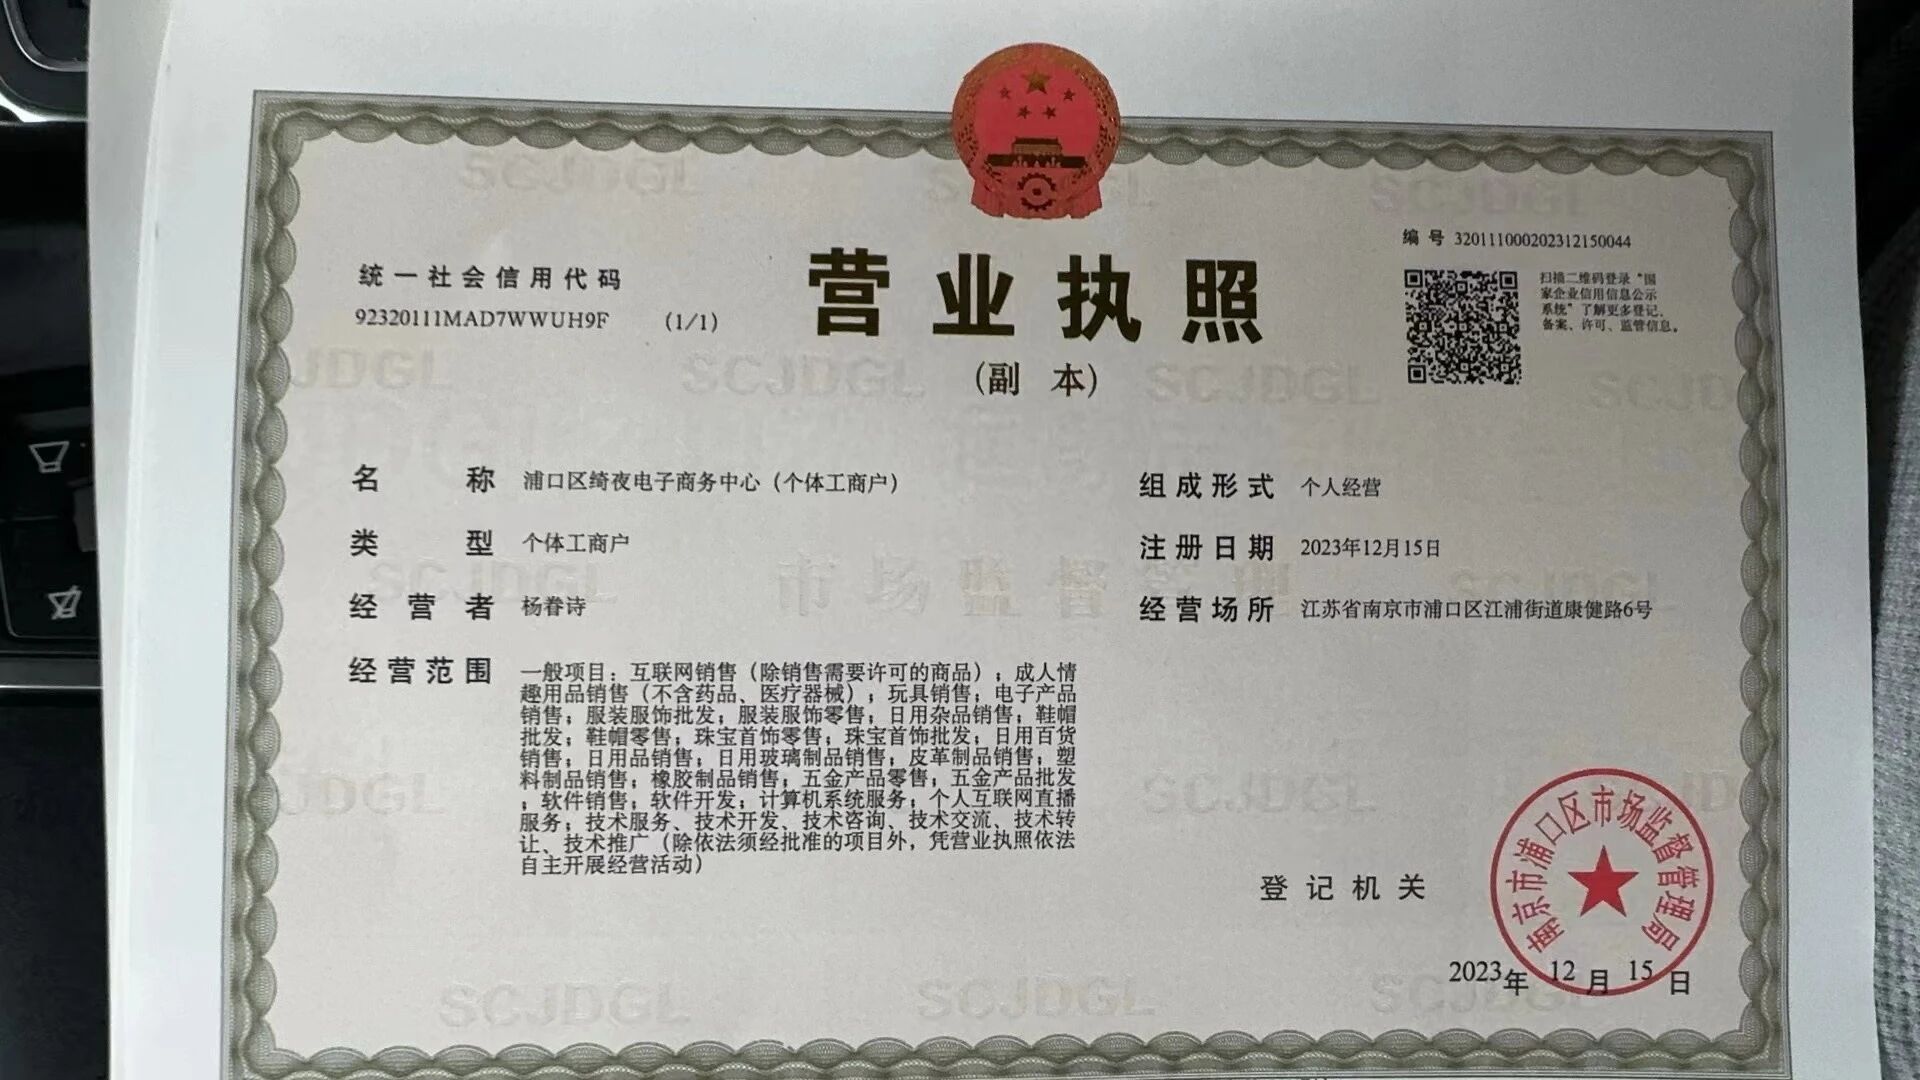 编号 320111000202312150044
统一社会信用代码
92320111MAD7WWUH9F (1/1)
营业执照
(副本)
扫描二维码登录“国
家企业信用信息公示
系统”了解更多登记、
备案、许可、监管信息。
名称 浦口区绮夜电子商务中心（个体工商户）
组成形式 个人经营
类型 个体工商户
注册日期 2023年12月15日
经营者 杨眷诗
经营场所 江苏省南京市浦口区江浦街道康健路6号
经营范围 一般项目：互联网销售（除销售需要许可的商品）；成人情
趣用品销售（不含药品、医疗器械）；玩具销售；电子产品
销售；服装服饰批发；服装服饰零售；日用杂品销售；鞋帽
批发；鞋帽零售；珠宝首饰零售；珠宝首饰批发；日用百货
销售；日用品销售；日用玻璃制品销售；皮革制品销售；塑
料制品销售；橡胶制品销售；五金产品零售；五金产品批发
；软件销售；软件开发；计算机系统服务；个人互联网直播
服务；技术服务、技术开发、技术咨询、技术交流、技术转
让、技术推广（除依法须经批准的项目外，凭营业执照依法
自主开展经营活动）
登记机关
南京市浦口区市场监督管理局
2023年12月15日
SCJDGL
市场监督管理